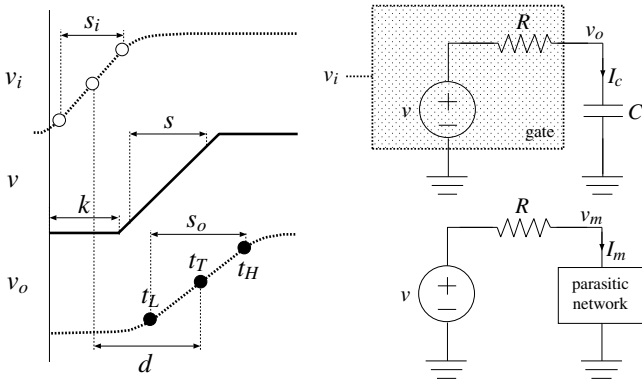 s_i
v_i
s
v
k
s_o
t_L
t_T
t_H
v_o
d
R
v_o
v_i
I_c
v
C
gate
R
v_m
I_m
v
parasitic
network